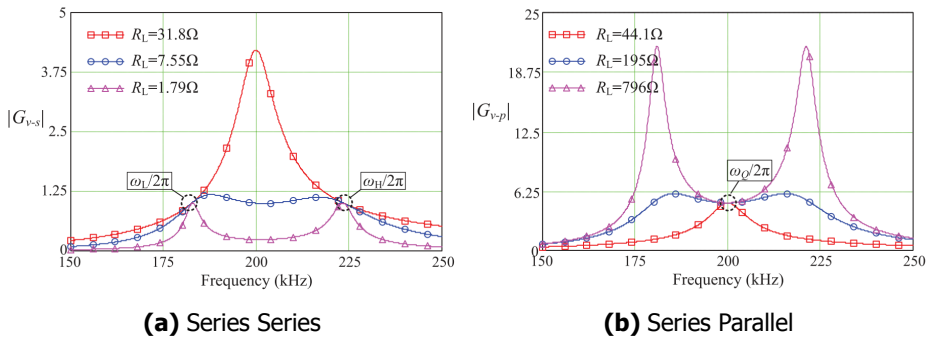 5
3.75
|G_v-s|
2.5
1.25
0
R_L=31.8Ω
R_L=7.55Ω
R_L=1.79Ω
ω_L/2π
ω_H/2π
150 175 200 225 250
Frequency (kHz)
(a) Series Series
25
18.75
|G_v-p|
12.5
6.25
0
R_L=44.1Ω
R_L=195Ω
R_L=796Ω
ω_Q/2π
150 175 200 225 250
Frequency (kHz)
(b) Series Parallel